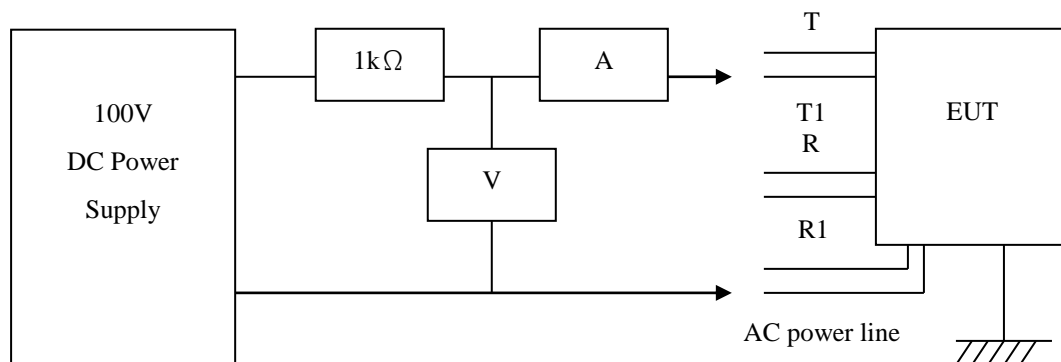 100V
DC Power
Supply
1kΩ
V
A
T
T1
R
R1
EUT
AC power line